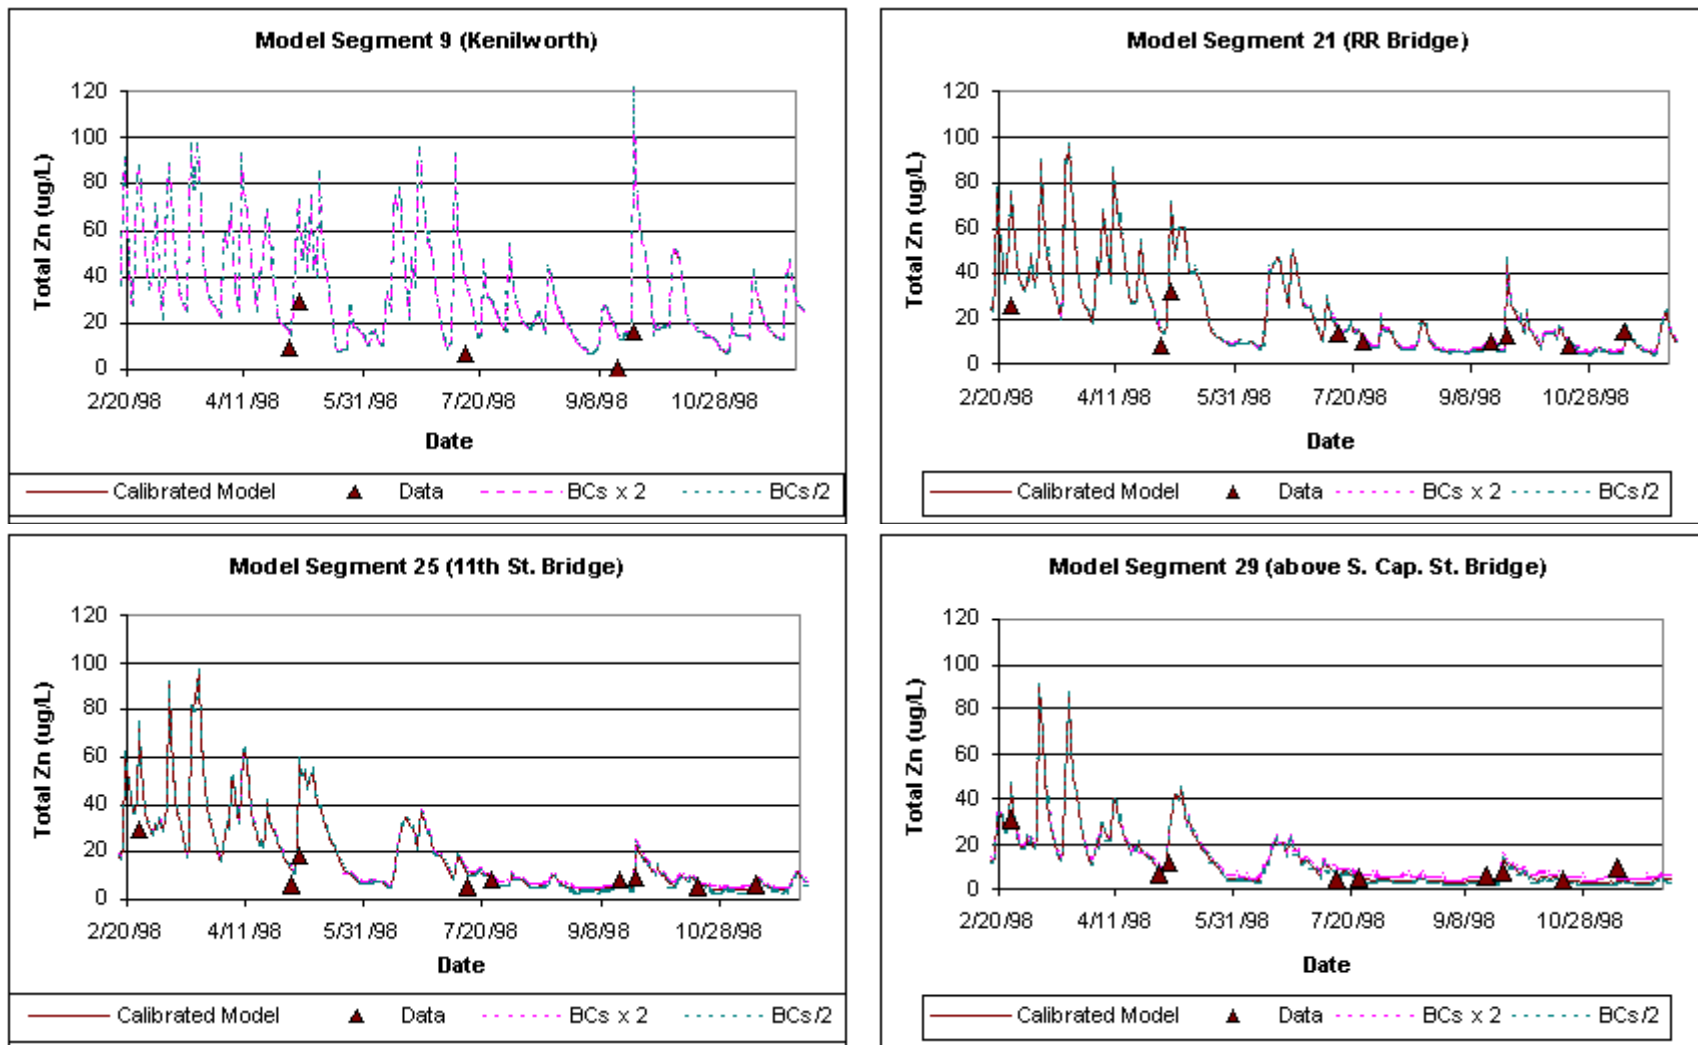 Model Segment 9 (Kenilworth)
Total Zn (ug/L)
120
100
80
60
40
20
0
2/20/98 4/11/98 5/31/98 7/20/98 9/8/98 10/28/98
Date
Calibrated Model Data BCs x 2 BCs/2
Model Segment 21 (RR Bridge)
Total Zn (ug/L)
120
100
80
60
40
20
0
2/20/98 4/11/98 5/31/98 7/20/98 9/8/98 10/28/98
Date
Calibrated Model Data BCs x 2 BCs/2
Model Segment 25 (11th St. Bridge)
Total Zn (ug/L)
120
100
80
60
40
20
0
2/20/98 4/11/98 5/31/98 7/20/98 9/8/98 10/28/98
Date
Calibrated Model Data BCs x 2 BCs/2
Model Segment 29 (above S. Cap. St. Bridge)
Total Zn (ug/L)
120
100
80
60
40
20
0
2/20/98 4/11/98 5/31/98 7/20/98 9/8/98 10/28/98
Date
Calibrated Model Data BCs x 2 BCs/2